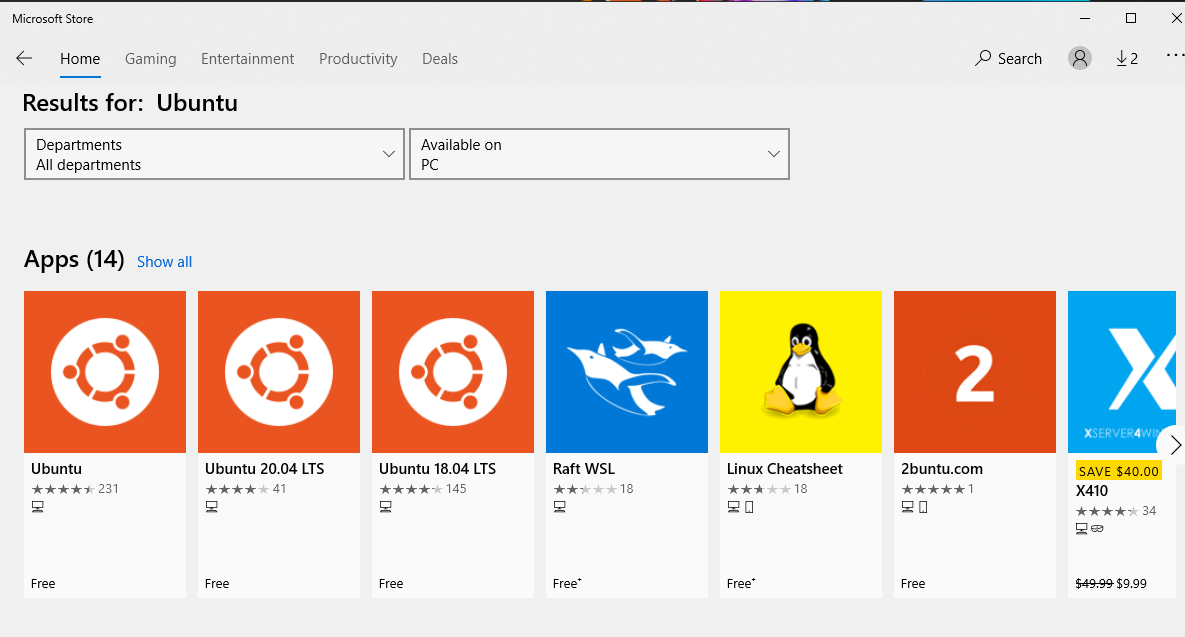 Microsoft Store
Home Gaming Entertainment Productivity Deals Search 2
Results for: Ubuntu
Departments
All departments
Available on
PC
Apps (14) Show all
Ubuntu
231
Free
Ubuntu 20.04 LTS
41
Free
Ubuntu 18.04 LTS
145
Free
Raft WSL
18
Free+
Linux Cheatsheet
18
Free+
2
2buntu.com
1
Free
X
XSERVER4WIN
SAVE $40.00
X410
34
$49.99 $9.99